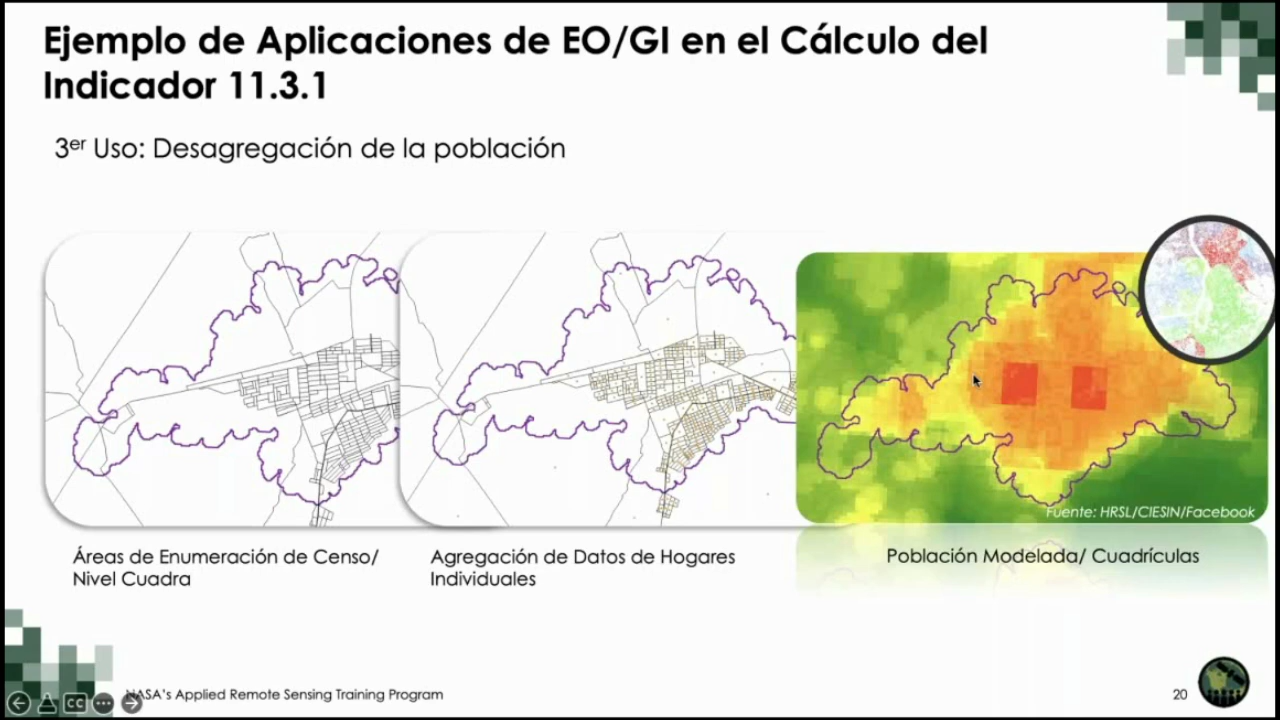 Ejemplo de Aplicaciones de EO/GI en el Cálculo del
Indicador 11.3.1
3er Uso: Desagregación de la población
Fuente: HRSL/CIESIN/Facebook
Áreas de Enumeración de Censo/
Nivel Cuadra
Agregación de Datos de Hogares
Individuales
Población Modelada/ Cuadrículas
CC
NASA's Applied Remote Sensing Training Program
20